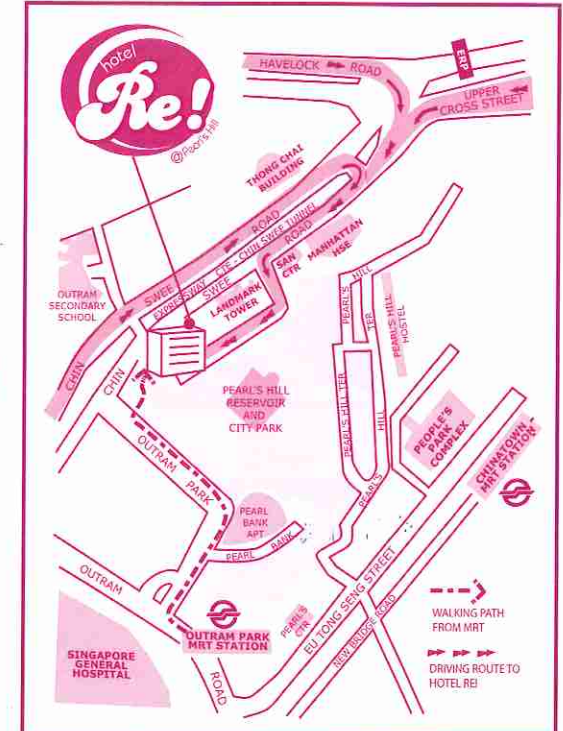 hotel
Re!
@Pearl's Hill
HAVELOCK ROAD
ERP
UPPER
CROSS STREET
THONG CHAI
BUILDING
CHIN SWEE ROAD
EXPRESSWAY CTE - CHIN SWEE TUNNEL
CHIN SWEE ROAD
SAN
CTR
MANHATTAN
HSE
LANDMARK
TOWER
OUTRAM
SECONDARY
SCHOOL
PEARL'S HILL TER
PEARL'S HILL
HOSTEL
PEARL'S HILL
RESERVOIR
AND
CITY PARK
PEARL'S HILL TER
PEARL'S HILL
PEOPLE'S
PARK
COMPLEX
CHINATOWN
MRT STATION
OUTRAM PARK
PEARL
BANK
APT
PEARL BANK
OUTRAM ROAD
OUTRAM PARK
MRT STATION
PEARL'S
CTR
EU TONG SENG STREET
NEW BRIDGE ROAD
SINGAPORE
GENERAL
HOSPITAL
WALKING PATH
FROM MRT
DRIVING ROUTE TO
HOTEL RE!